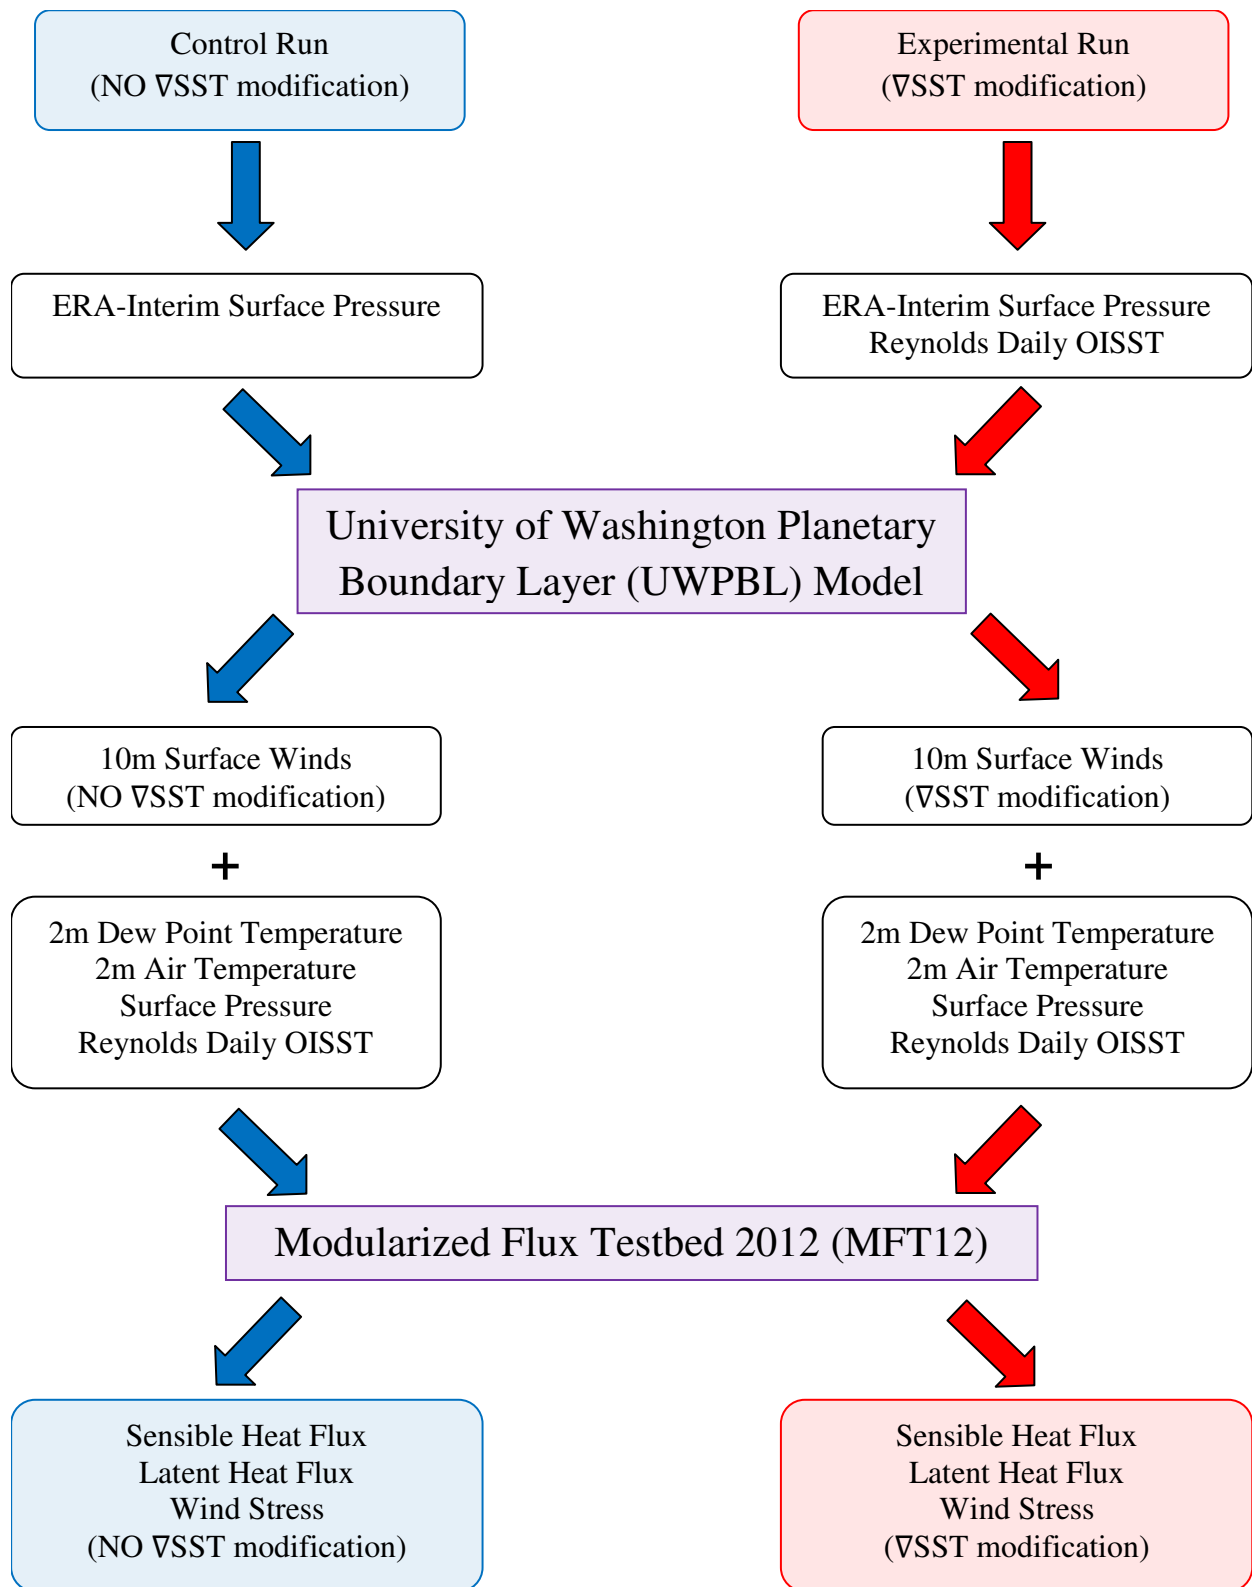 Control Run
(NO ∇SST modification)
Experimental Run
(∇SST modification)
ERA-Interim Surface Pressure
ERA-Interim Surface Pressure
Reynolds Daily OISST
University of Washington Planetary
Boundary Layer (UWPBL) Model
10m Surface Winds
(NO ∇SST modification)
10m Surface Winds
(∇SST modification)
+
+
2m Dew Point Temperature
2m Air Temperature
Surface Pressure
Reynolds Daily OISST
2m Dew Point Temperature
2m Air Temperature
Surface Pressure
Reynolds Daily OISST
Modularized Flux Testbed 2012 (MFT12)
Sensible Heat Flux
Latent Heat Flux
Wind Stress
(NO ∇SST modification)
Sensible Heat Flux
Latent Heat Flux
Wind Stress
(∇SST modification)